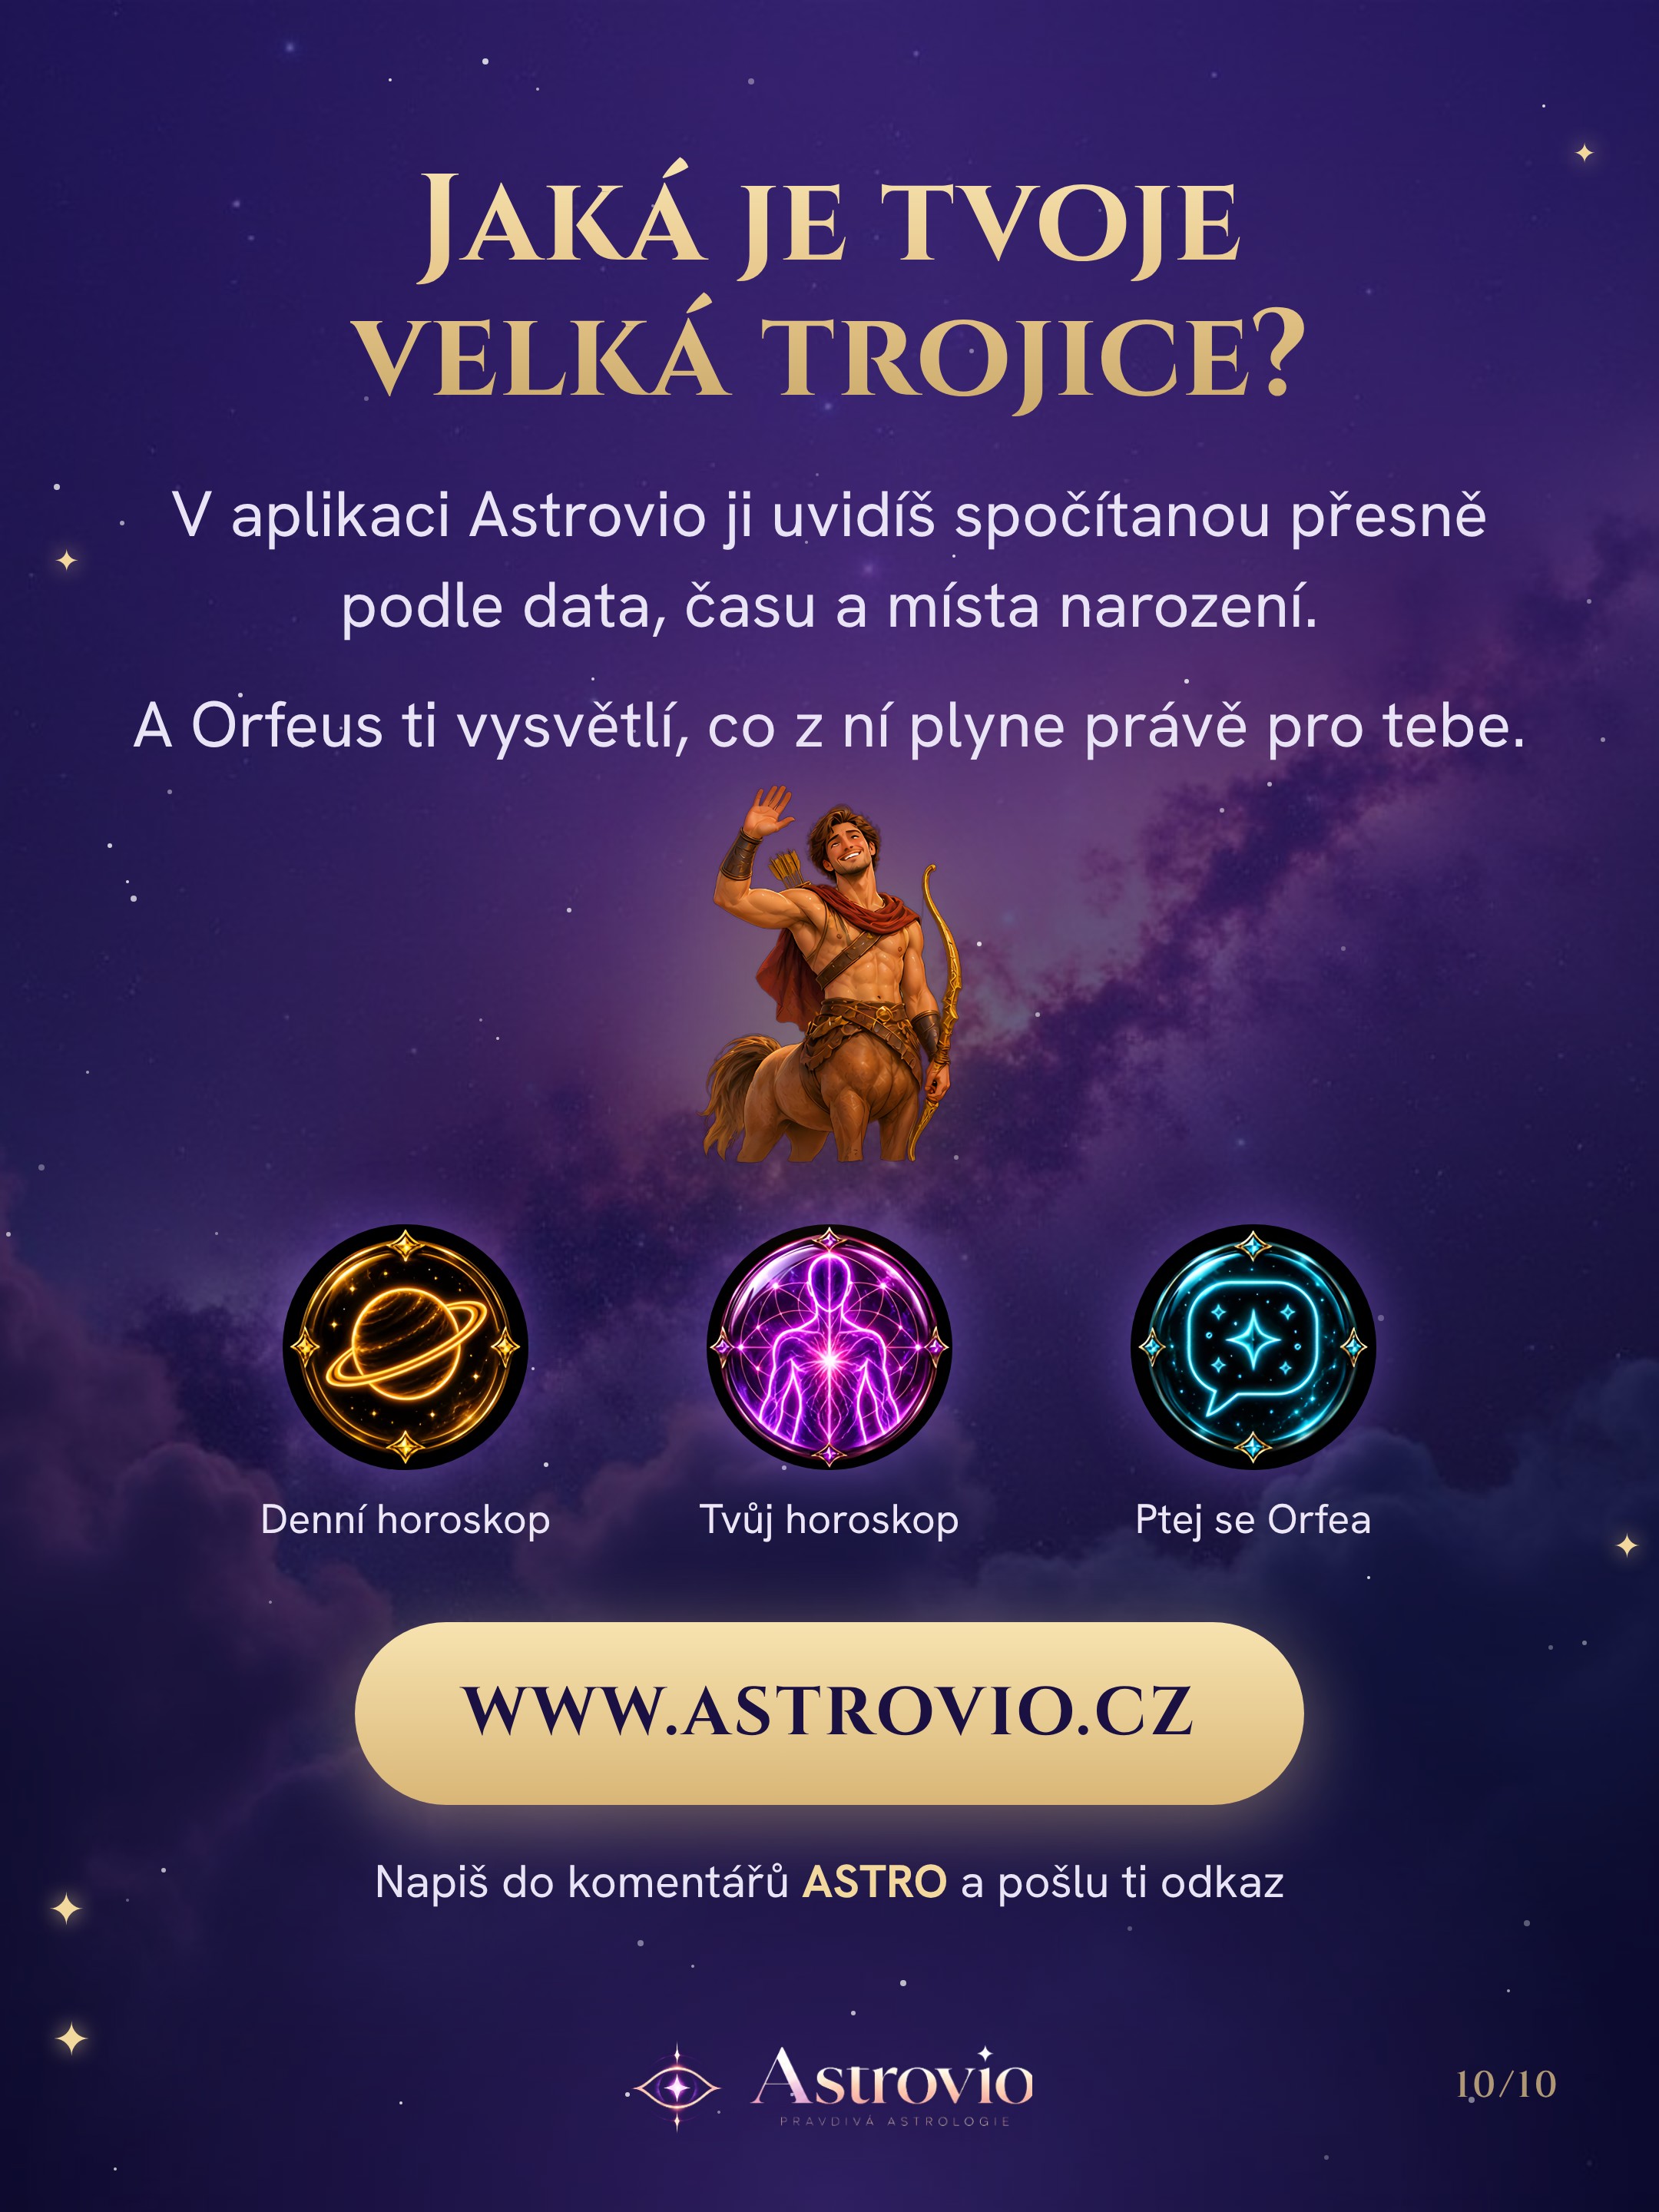 Jaká je tvoje
velká trojice?
V aplikaci Astrovio ji uvidíš spočítanou přesně
podle data, času a místa narození.
A Orfeus ti vysvětlí, co z ní plyne právě pro tebe.
Denní horoskop
Tvůj horoskop
Ptej se Orfea
WWW.ASTROVIO.CZ
Napiš do komentářů ASTRO a pošlu ti odkaz
Astrovio
PRAVDIVÁ ASTROLOGIE
10/10